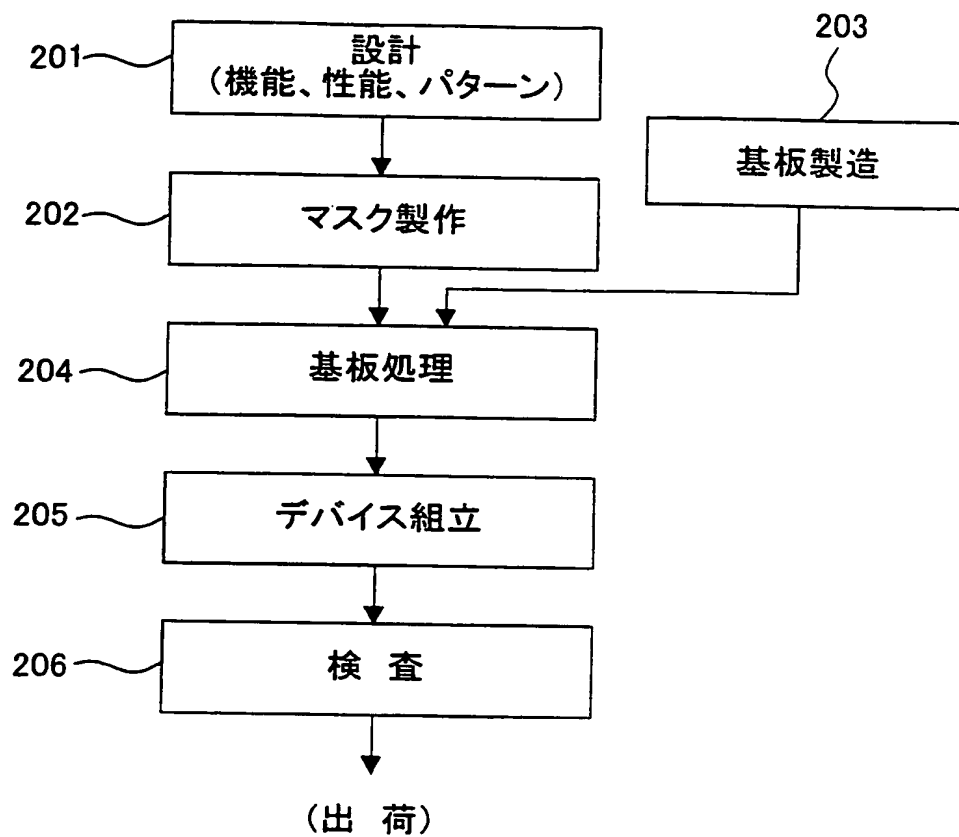 201
設計
(機能、性能、パターン)
203
基板製造
202
マスク製作
204
基板処理
205
デバイス組立
206
検 査
(出 荷)